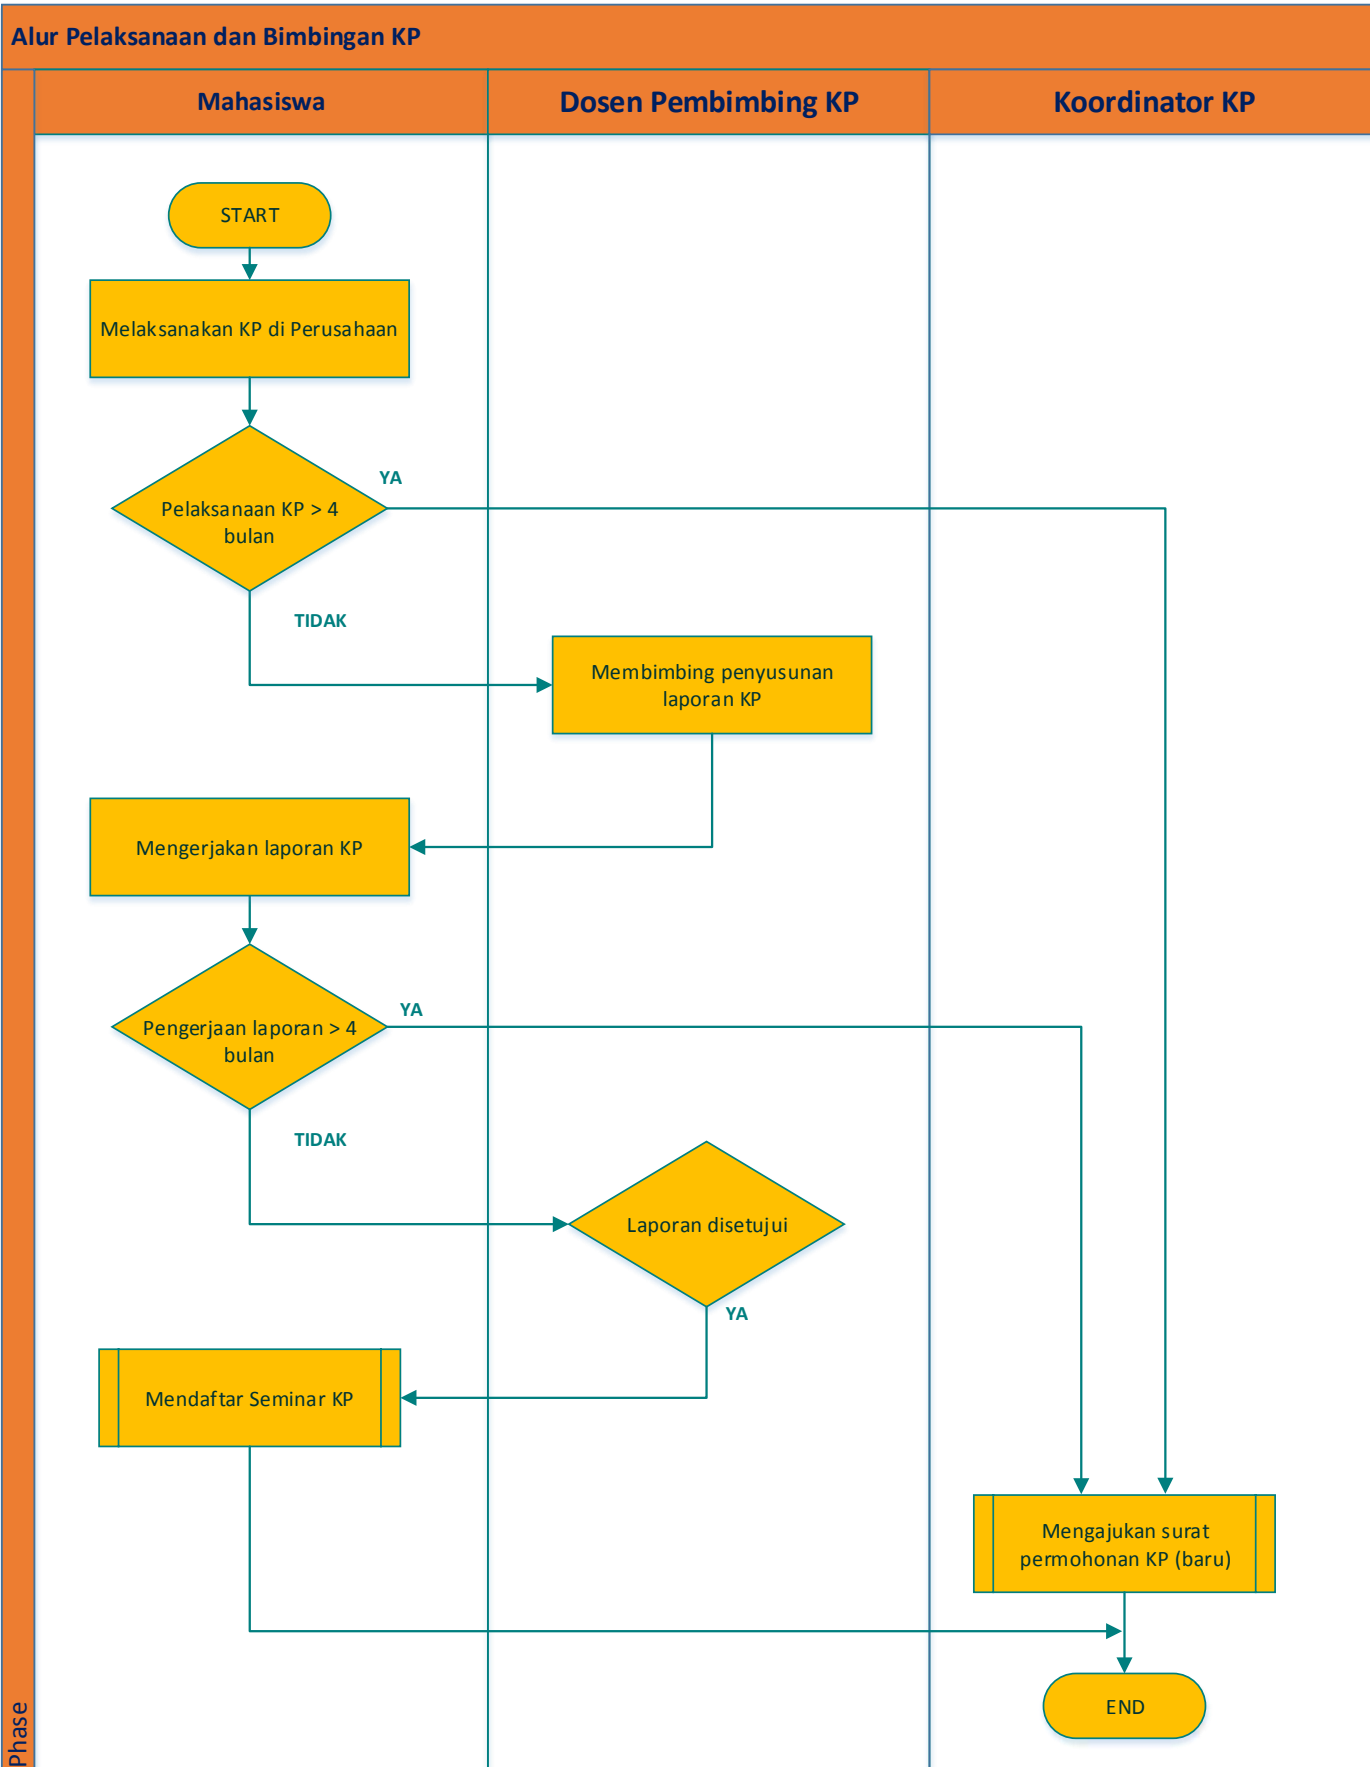 Alur Pelaksanaan dan Bimbingan KP
Mahasiswa
Dosen Pembimbing KP
Koordinator KP
START
Melaksanakan KP di Perusahaan
YA
Pelaksanaan KP > 4
bulan
TIDAK
Membimbing penyusunan
laporan KP
Mengerjakan laporan KP
YA
Pengerjaan laporan > 4
bulan
TIDAK
Laporan disetujui
YA
Mendaftar Seminar KP
Mengajukan surat
permohonan KP (baru)
END
Phase